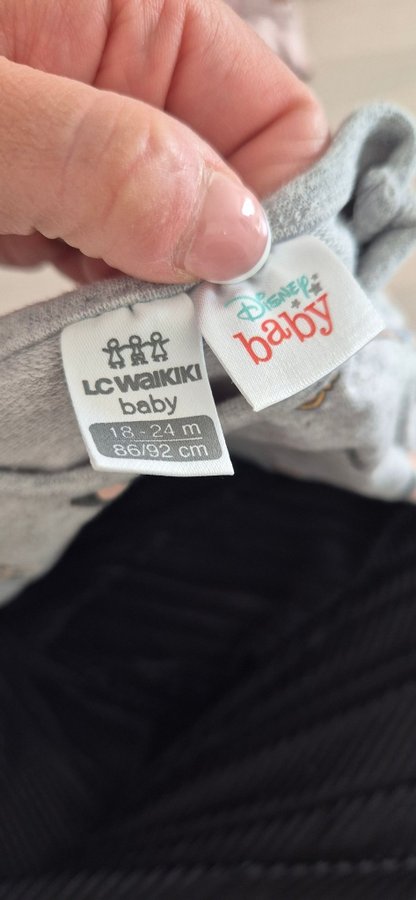 LC WAIKIKI
baby
18 - 24 m
86/92 cm
Disney
baby